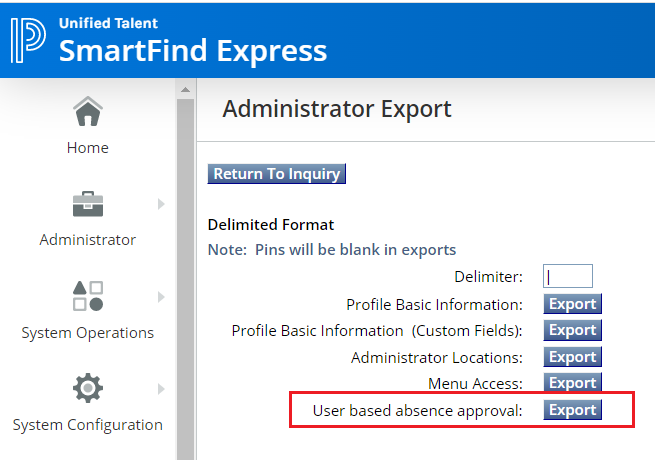 Unified Talent
SmartFind Express
Home
Administrator
System Operations
System Configuration
Administrator Export
Return To Inquiry
Delimited Format
Note: Pins will be blank in exports
Delimiter: |
Profile Basic Information: Export
Profile Basic Information (Custom Fields): Export
Administrator Locations: Export
Menu Access: Export
User based absence approval: Export